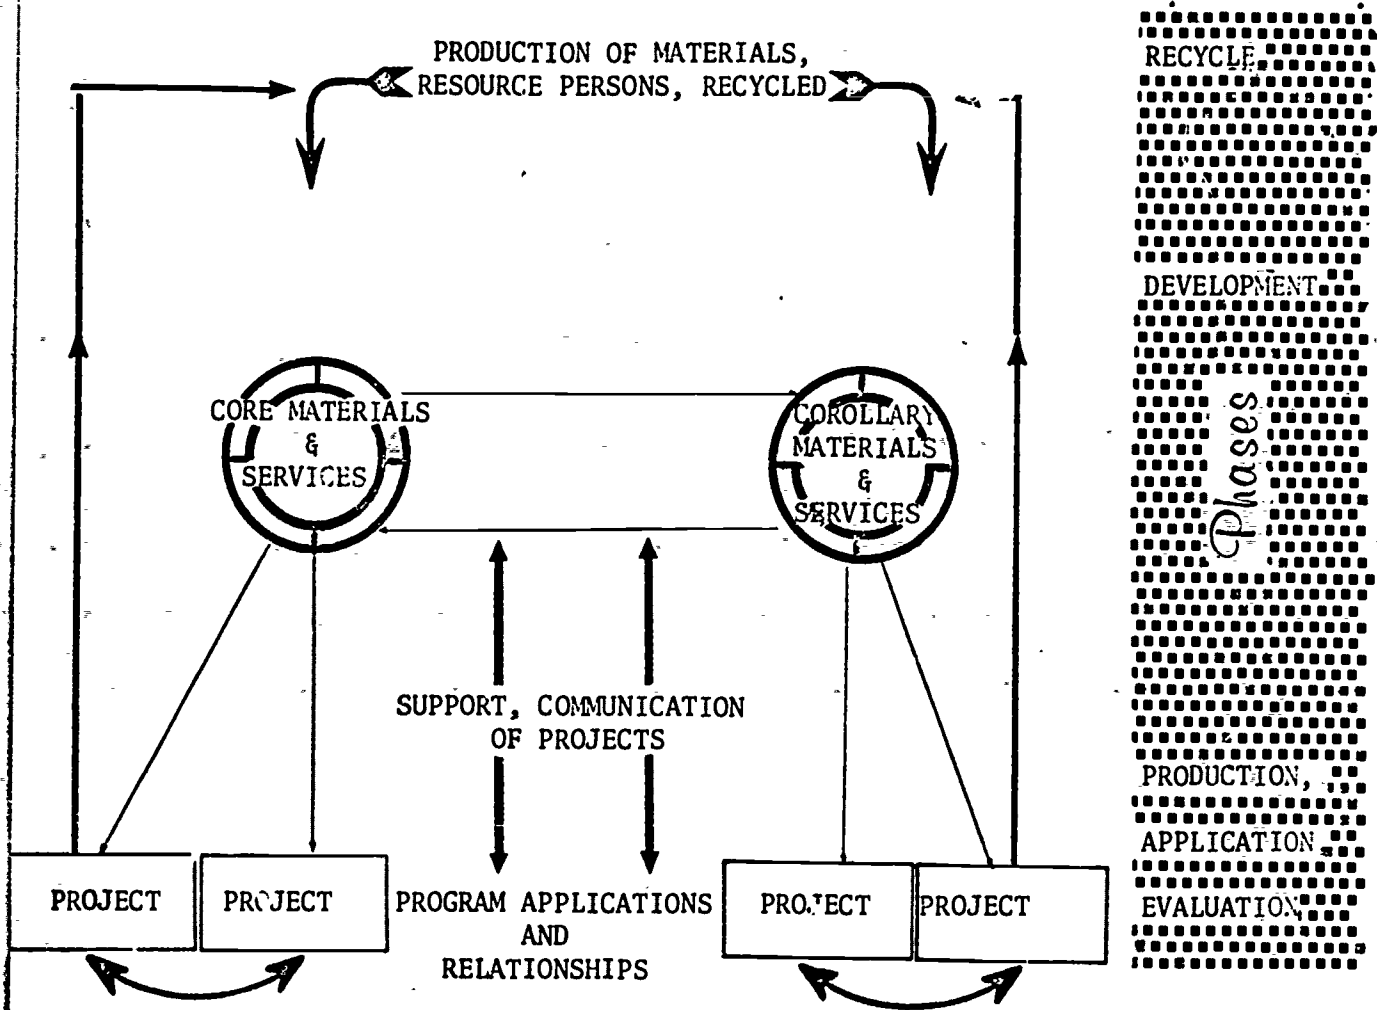 PRODUCTION OF MATERIALS,
RESOURCE PERSONS, RECYCLED
CORE MATERIALS
&
SERVICES
COROLLARY
MATERIALS
&
SERVICES
SUPPORT, COMMUNICATION
OF PROJECTS
PROJECT
PROJECT
PROGRAM APPLICATIONS
AND
RELATIONSHIPS
PROJECT
PROJECT
RECYCLE
DEVELOPMENT
Phases
PRODUCTION,
APPLICATION
EVALUATION